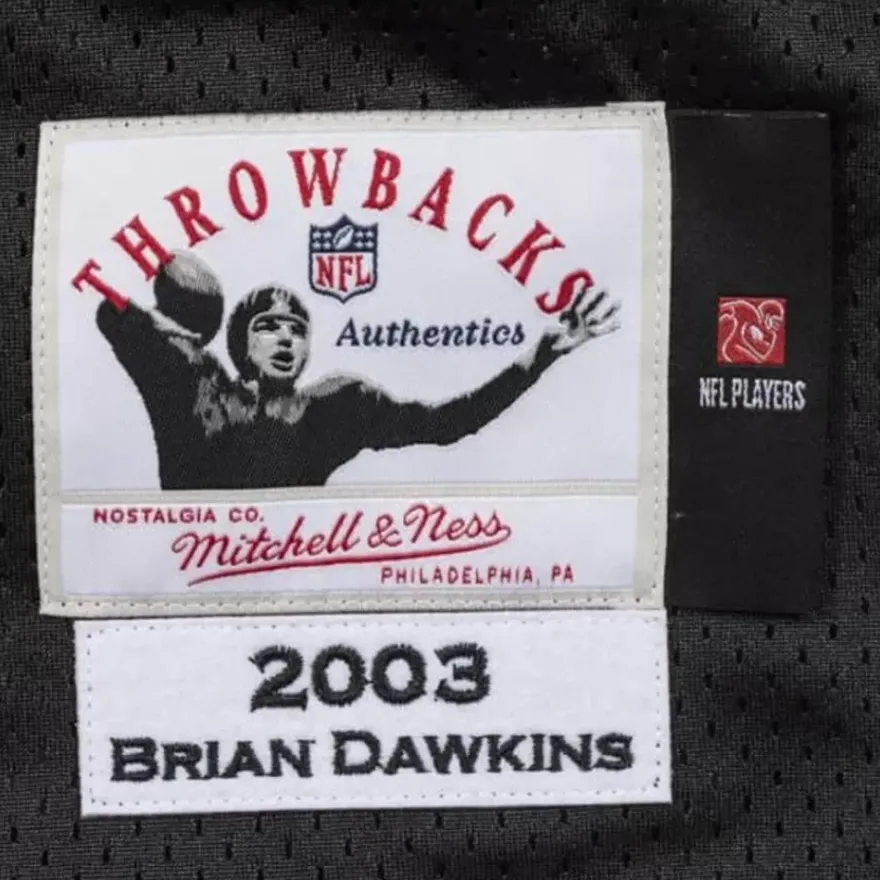 THROWBACKS
NFL
Authentics
NOSTALGIA CO.
Mitchell & Ness
PHILADELPHIA, PA
NFL PLAYERS
2003
BRIAN DAWKINS